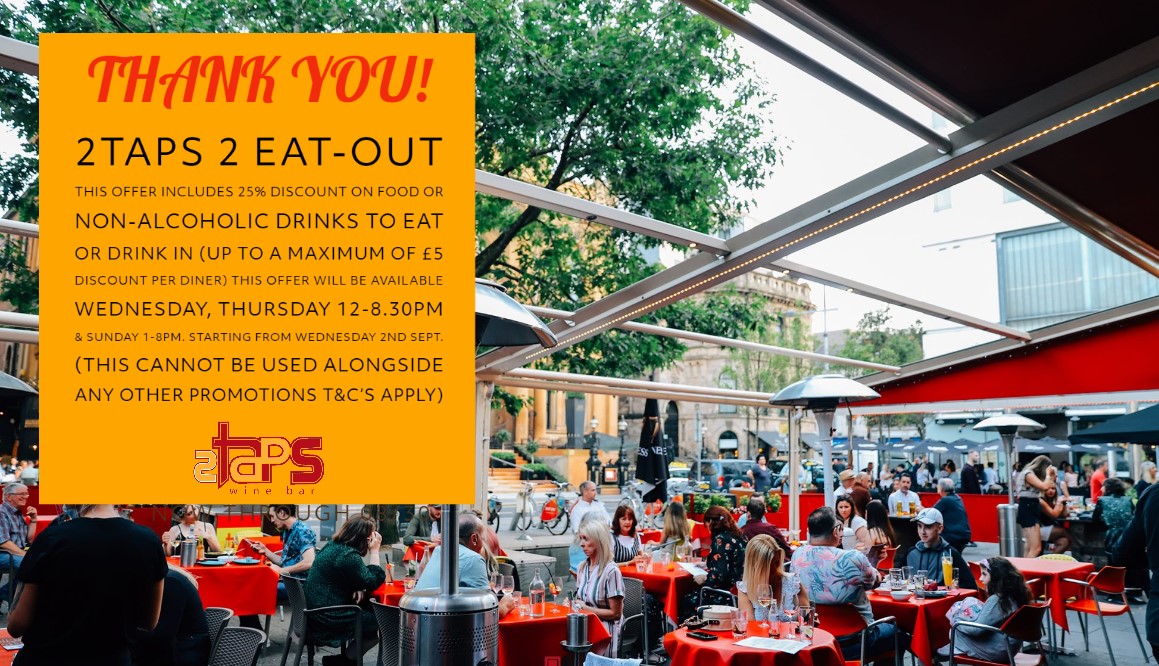 THANK YOU!
2TAPS 2 EAT-OUT
THIS OFFER INCLUDES 25% DISCOUNT ON FOOD OR
NON-ALCOHOLIC DRINKS TO EAT
OR DRINK IN (UP TO A MAXIMUM OF £5
DISCOUNT PER DINER) THIS OFFER WILL BE AVAILABLE
WEDNESDAY, THURSDAY 12-8.30PM
& SUNDAY 1-8PM. STARTING FROM WEDNESDAY 2ND SEPT.
(THIS CANNOT BE USED ALONGSIDE
ANY OTHER PROMOTIONS T&C'S APPLY)
2taps
wine bar
NOW THROUGH